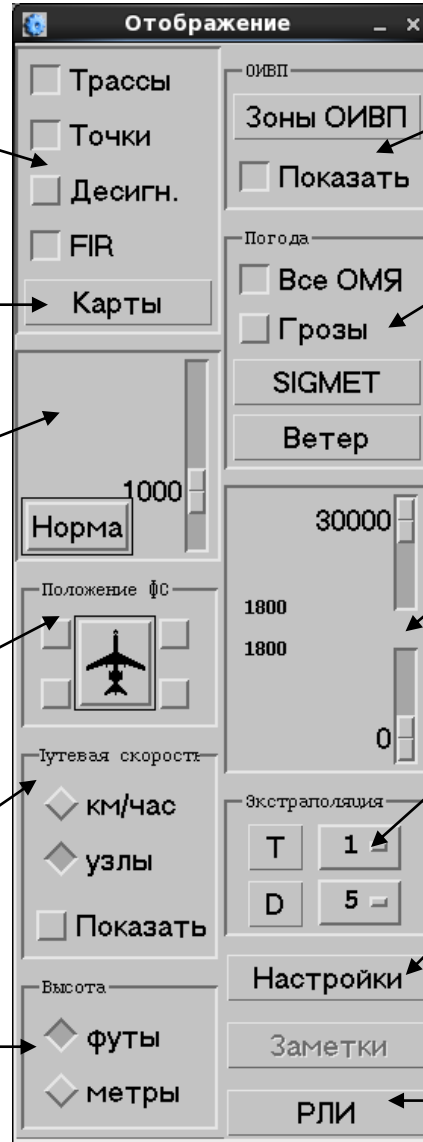 Отображение
Трассы
Точки
Десигн.
FIR
Карты
1000
Норма
Положение ФС
Путевая скорость
км/час
узлы
Показать
Высота
футы
метры
ОИВП
Зоны ОИВП
Показать
Погода
Все ОМЯ
Грозы
SIGMET
Ветер
30000
1800
1800
0
Экстраполяция
T 1
D 5
Настройки
Заметки
РЛИ